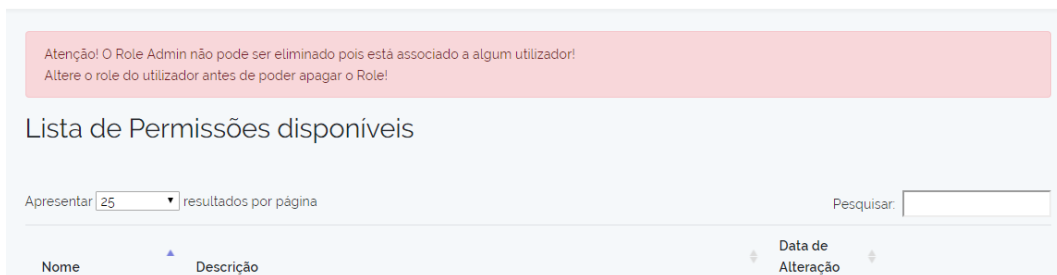 Atenção! O Role Admin não pode ser eliminado pois está associado a algum utilizador!
Altere o role do utilizador antes de poder apagar o Role!
Lista de Permissões disponíveis
Apresentar 25 resultados por página
Pesquisar:
Nome Descrição Data de
Alteração